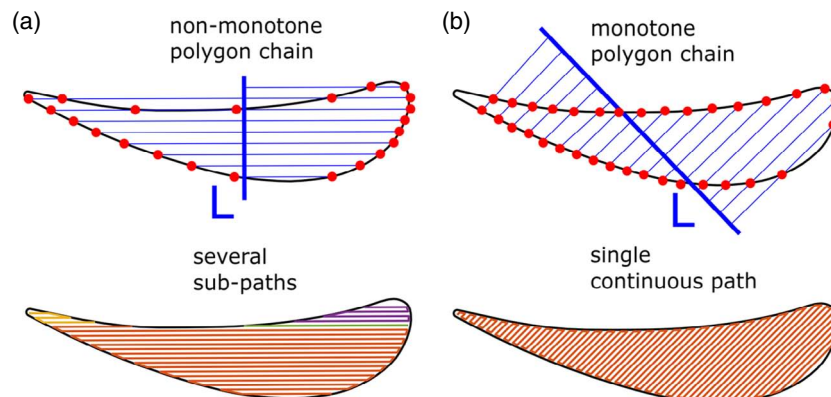 (a)
non-monotone
polygon chain
L
several
sub-paths
(b)
monotone
polygon chain
L
single
continuous path